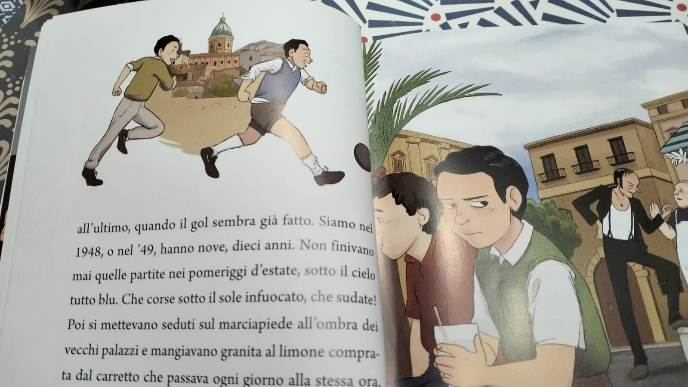 all'ultimo, quando il gol sembra già fatto. Siamo nel
1948, o nel '49, hanno nove, dieci anni. Non finivano
mai quelle partite nei pomeriggi d'estate, sotto il cielo
tutto blu. Che corse sotto il sole infuocato, che sudate!
Poi si mettevano seduti sul marciapiede all'ombra dei
vecchi palazzi e mangiavano granita al limone compra-
ta dal carretto che passava ogni giorno alla stessa ora.